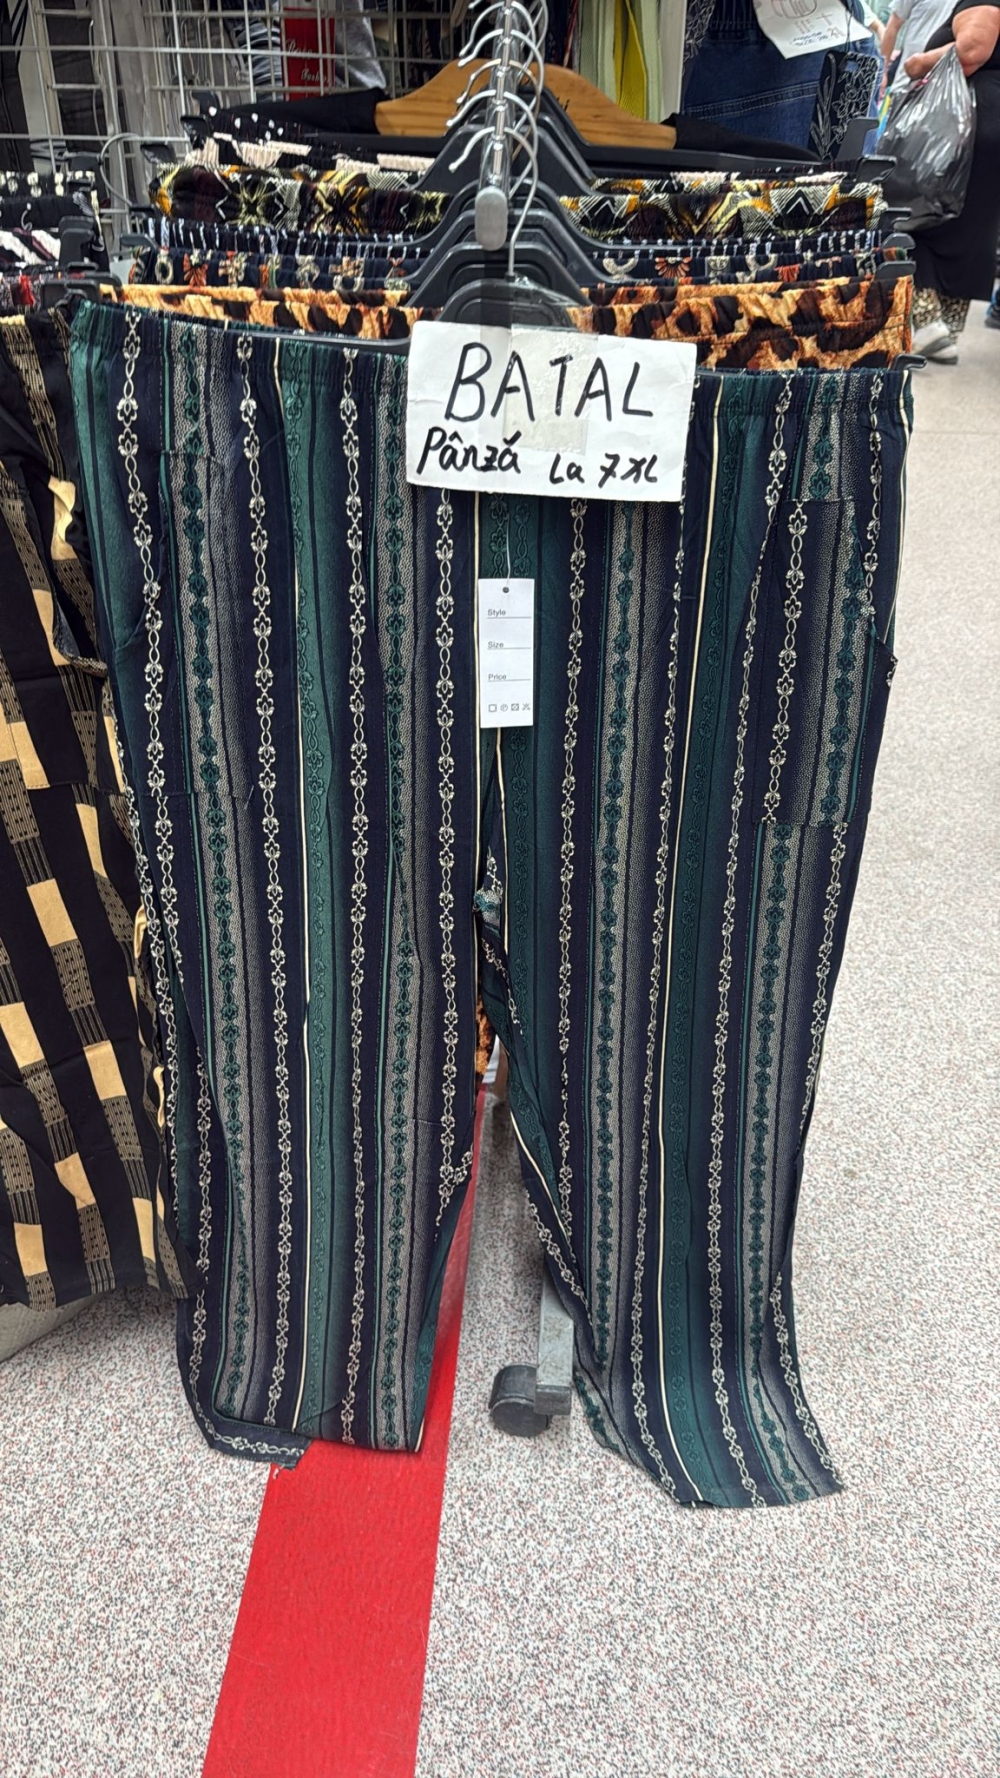 BATAL
Pânză La 7XL
Style
Size
Price